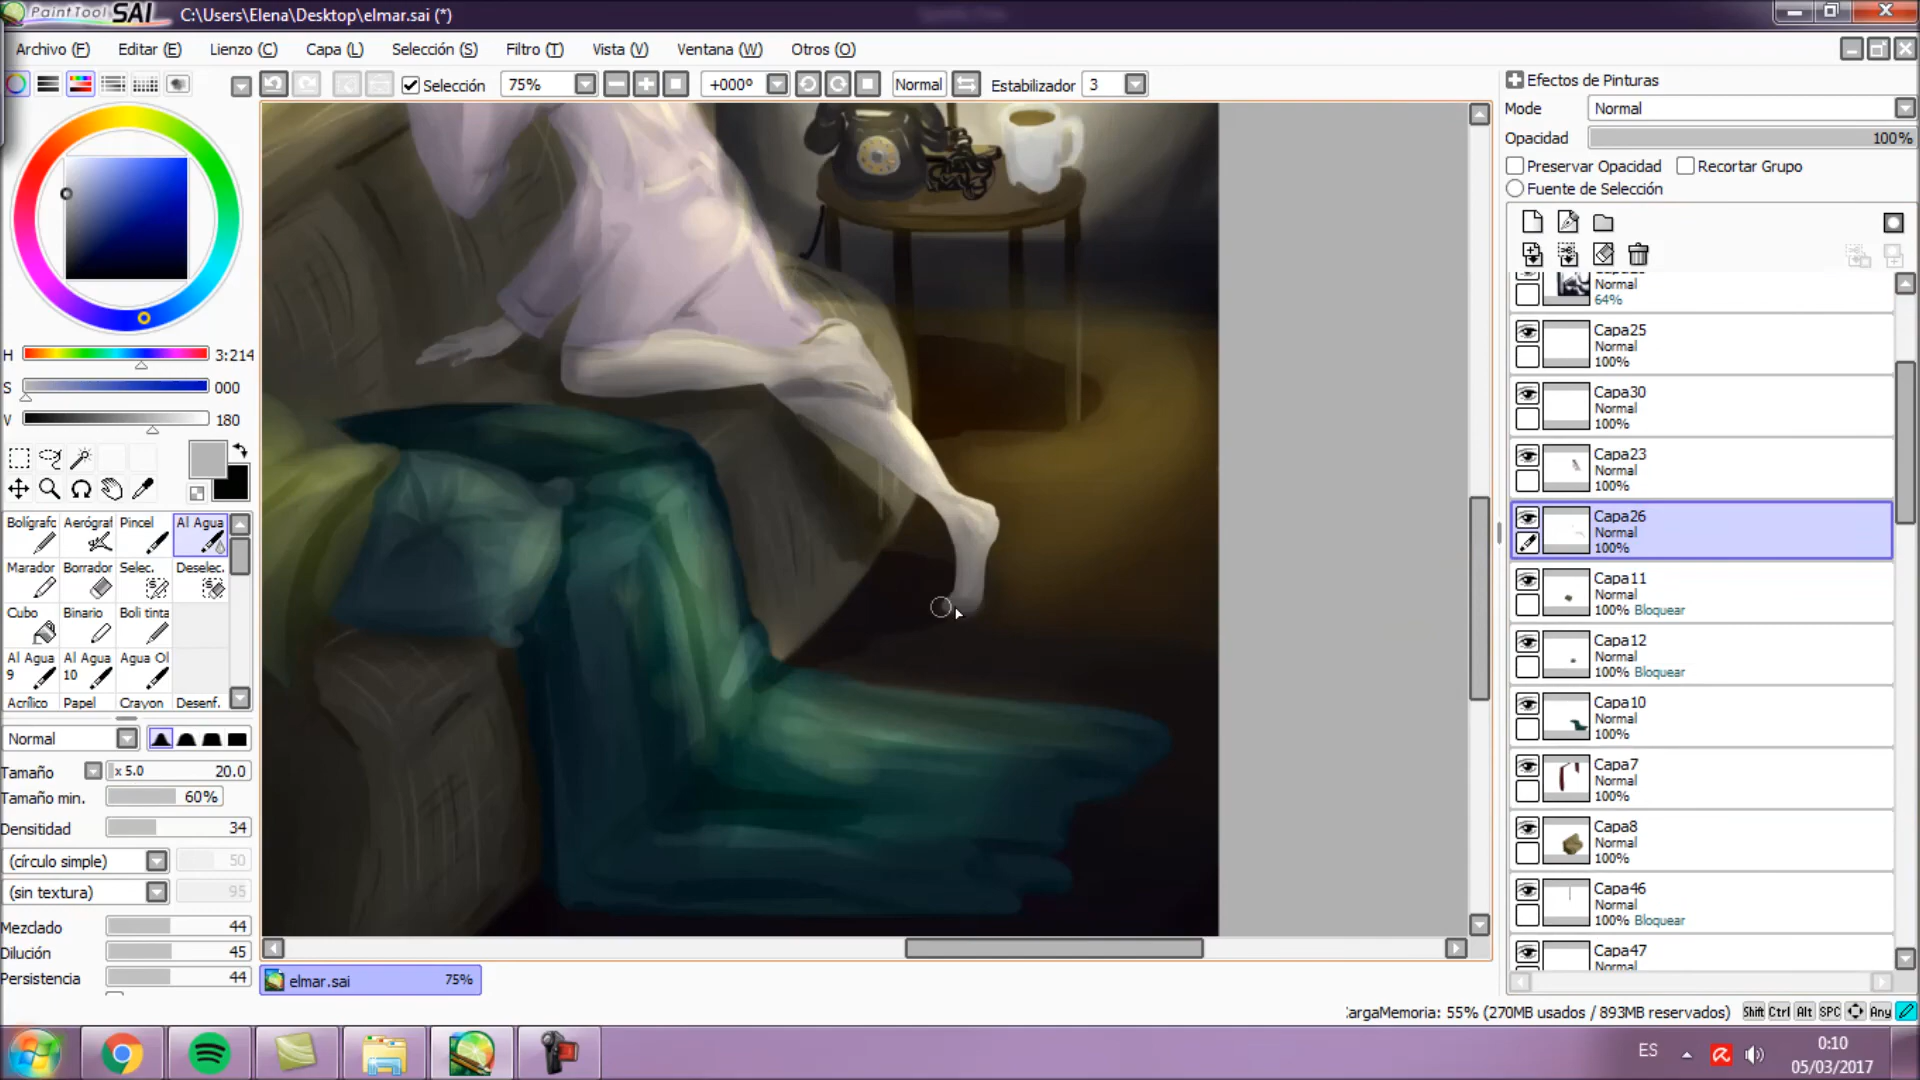 PaintTool SAI C:\Users\Elena\Desktop\elmar.sai (*)
Archivo (F) Editar (E) Lienzo (C) Capa (L) Selección (S) Filtro (T) Vista (V) Ventana (W) Otros (O)
Selección 75% +000º Normal Estabilizador 3
Efectos de Pinturas
Mode Normal
Opacidad 100%
Preservar Opacidad Recortar Grupo
Fuente de Selección
H 3:214
S 000
V 180
Bolígrafc Aerógraf Pincel Al Agua
Marador Borrador Selec. Deselec.
Cubo Binario Boli tinta
Al Agua 9 Al Agua 10 Agua Ol
Acrílico Papel Crayon Desenf.
Normal
Tamaño x 5.0 20.0
Tamaño min. 60%
Densitidad 34
(círculo simple) 50
(sin textura) 95
Mezclado 44
Dilución 45
Persistencia 44
Normal
64%
Capa25
Normal
100%
Capa30
Normal
100%
Capa23
Normal
100%
Capa26
Normal
100%
Capa11
Normal
100% Bloquear
Capa12
Normal
100% Bloquear
Capa10
Normal
100%
Capa7
Normal
100%
Capa8
Normal
100%
Capa46
Normal
100% Bloquear
Capa47
Normal
elmar.sai 75%
CargaMemoria: 55% (270MB usados / 893MB reservados) Shift Ctrl Alt SPC Any
ES
0:10
05/03/2017